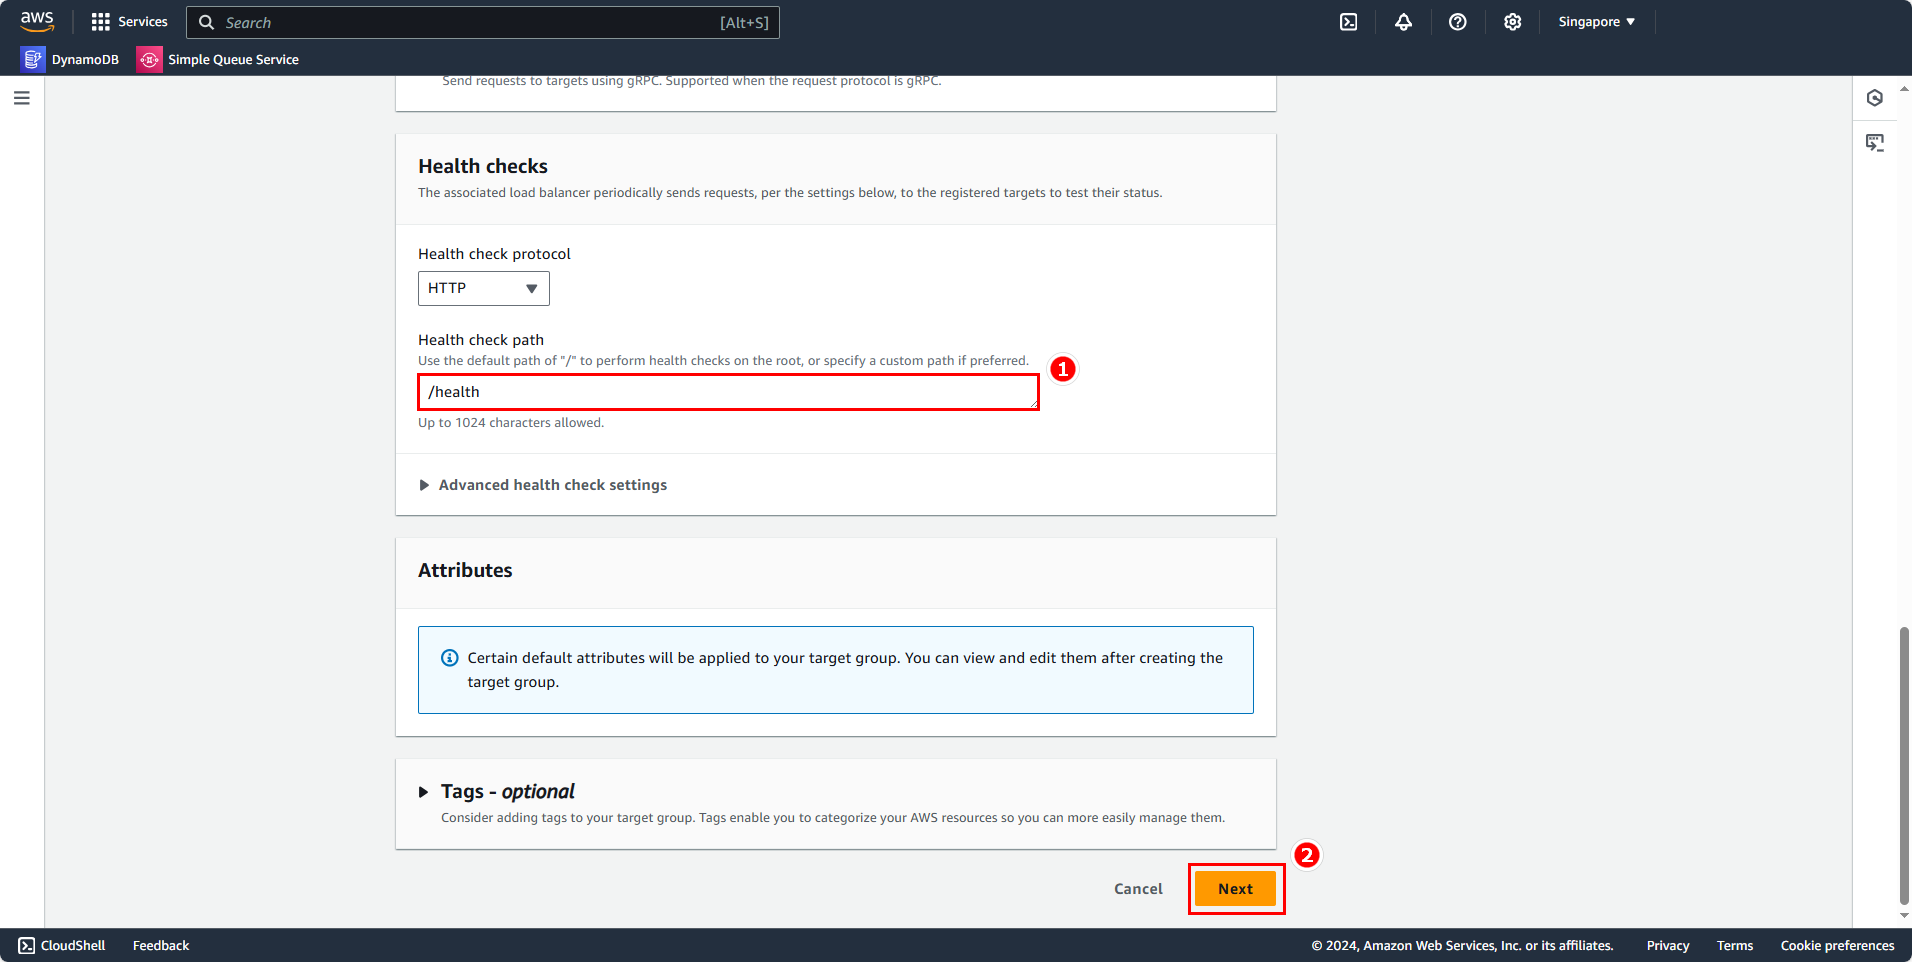 aws
Services
Search
[Alt+S]
Singapore
DynamoDB
Simple Queue Service
Send requests to targets using gRPC. Supported when the request protocol is gRPC.
Health checks
The associated load balancer periodically sends requests, per the settings below, to the registered targets to test their status.
Health check protocol
HTTP
Health check path
Use the default path of "/" to perform health checks on the root, or specify a custom path if preferred.
1
/health
Up to 1024 characters allowed.
Advanced health check settings
Attributes
Certain default attributes will be applied to your target group. You can view and edit them after creating the
target group.
Tags - optional
Consider adding tags to your target group. Tags enable you to categorize your AWS resources so you can more easily manage them.
2
Cancel
Next
CloudShell
Feedback
© 2024, Amazon Web Services, Inc. or its affiliates.
Privacy
Terms
Cookie preferences